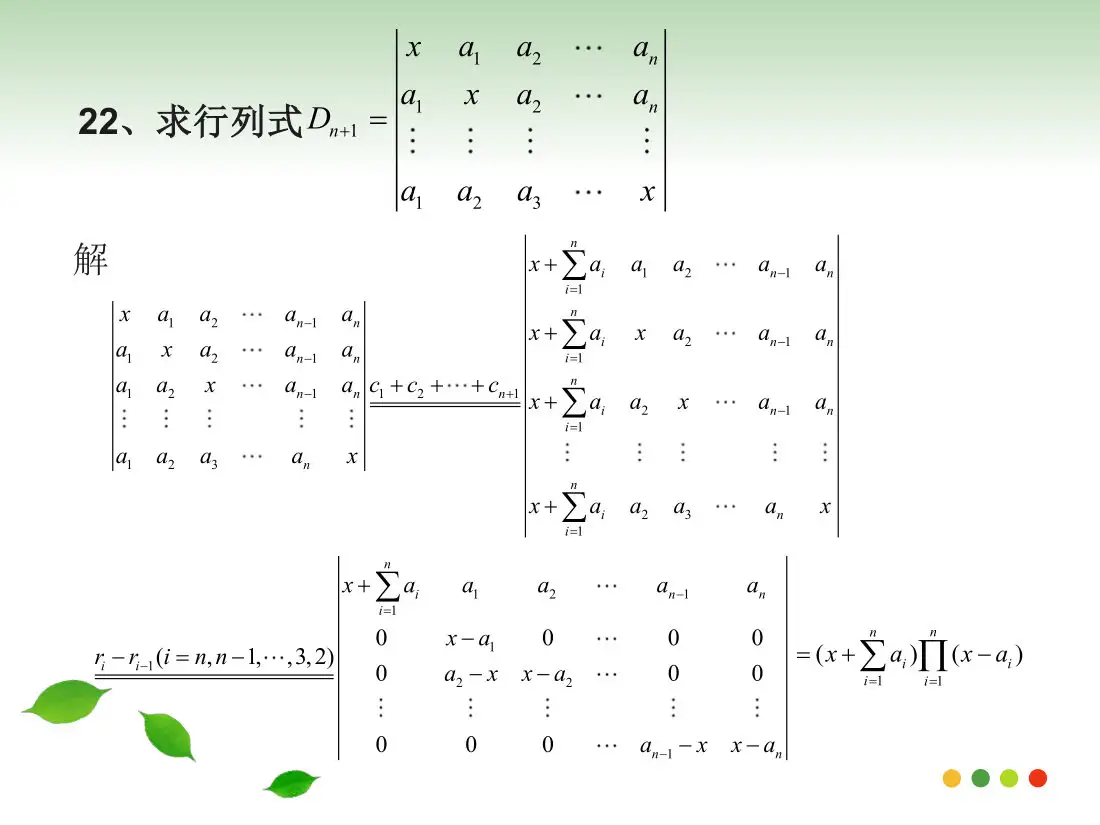 22、求行列式 D_{n+1} = | x a_1 a_2 ⋯ a_n |
| a_1 x a_2 ⋯ a_n |
| ⋮ ⋮ ⋮ ⋮ |
| a_1 a_2 a_3 ⋯ x |
解
| x a_1 a_2 ⋯ a_{n-1} a_n |
| a_1 x a_2 ⋯ a_{n-1} a_n |
| a_1 a_2 x ⋯ a_{n-1} a_n |
| ⋮ ⋮ ⋮ ⋮ ⋮ |
| a_1 a_2 a_3 ⋯ a_n x |
c_1+c_2+⋯+c_{n+1}
| x+∑_{i=1}^{n} a_i a_1 a_2 ⋯ a_{n-1} a_n |
| x+∑_{i=1}^{n} a_i x a_2 ⋯ a_{n-1} a_n |
| x+∑_{i=1}^{n} a_i a_2 x ⋯ a_{n-1} a_n |
| ⋮ ⋮ ⋮ ⋮ ⋮ |
| x+∑_{i=1}^{n} a_i a_2 a_3 ⋯ a_n x |
r_i-r_{i-1}(i=n,n-1,⋯,3,2)
| x+∑_{i=1}^{n} a_i a_1 a_2 ⋯ a_{n-1} a_n |
| 0 x-a_1 0 ⋯ 0 0 |
| 0 a_2-x x-a_2 ⋯ 0 0 |
| ⋮ ⋮ ⋮ ⋮ ⋮ |
| 0 0 0 ⋯ a_{n-1}-x x-a_n |
=(x+∑_{i=1}^{n} a_i)∏_{i=1}^{n}(x-a_i)